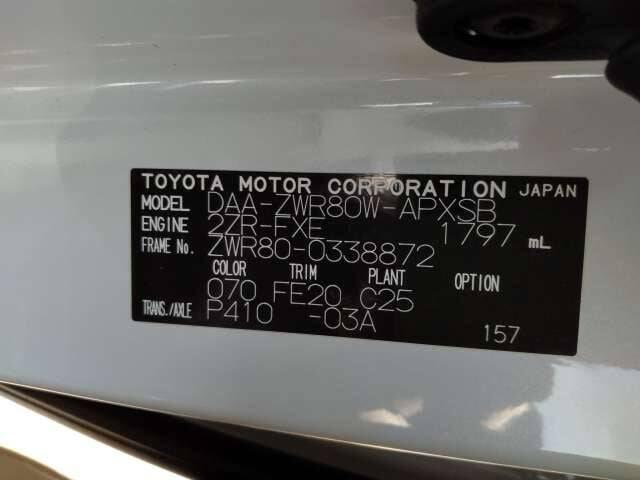 TOYOTA MOTOR CORPORATION JAPAN
MODEL DAA-ZWR80W-APXSB
ENGINE 2ZR-FXE 1797 mL
FRAME No. ZWR80-0338872
COLOR TRIM PLANT OPTION
070 FE20 C25
TRANS./AXLE P410 -03A
157